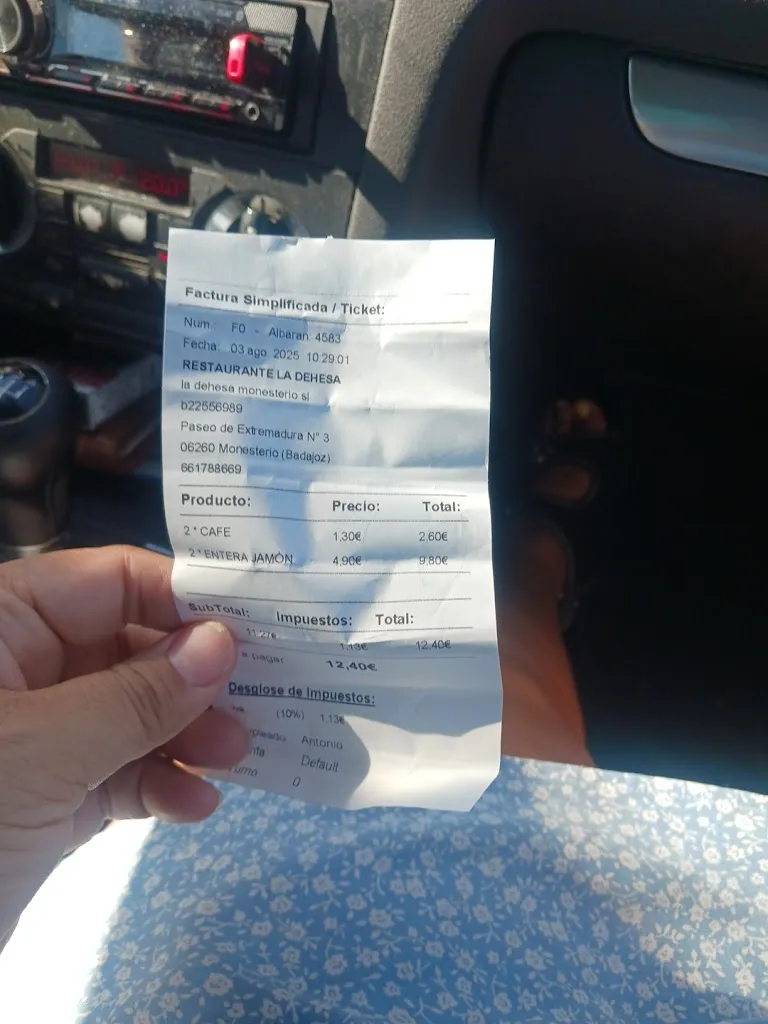 Factura Simplificada / Ticket:
Num.: F0 - Albaran: 4583
Fecha: 03 ago. 2025 10:29:01
RESTAURANTE LA DEHESA
la dehesa monesterio sl
b22556989
Paseo de Extremadura N° 3
06260 Monesterio (Badajoz)
661788669
Producto: Precio: Total:
2 * CAFE 1,30€ 2,60€
2 * ENTERA JAMÓN 4,90€ 9,80€
SubTotal: Impuestos: Total:
11,27€ 1,13€ 12,40€
a pagar 12,40€
Desglose de Impuestos:
(10%) 1,13€
Antonio
Default
0